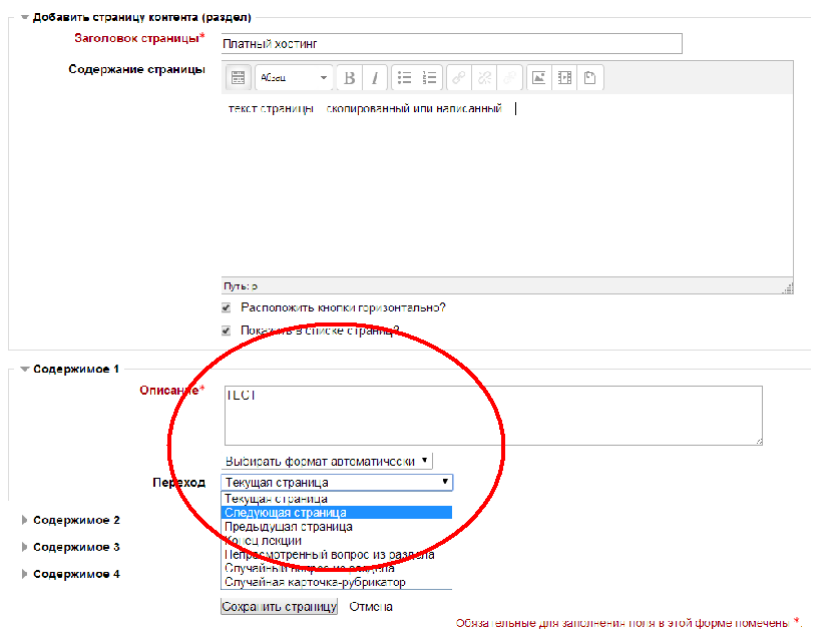 Добавить страницу контента (раздел)
Заголовок страницы*
Платный хостинг
Содержание страницы
Абзац
B I
текст страницы скопированный или написанный
Путь: p
Расположить кнопки горизонтально?
Показать в списке страниц?
Содержимое 1
Описание*
ТЕСТ
Выбирать формат автоматически
Переход
Текущая страница
Текущая страница
Следующая страница
Предыдущая страница
Конец лекции
Непросмотренный вопрос из раздела
Случайный вопрос из раздела
Случайная карточка-рубрикатор
Содержимое 2
Содержимое 3
Содержимое 4
Сохранить страницу Отмена
Обязательные для заполнения поля в этой форме помечены *.